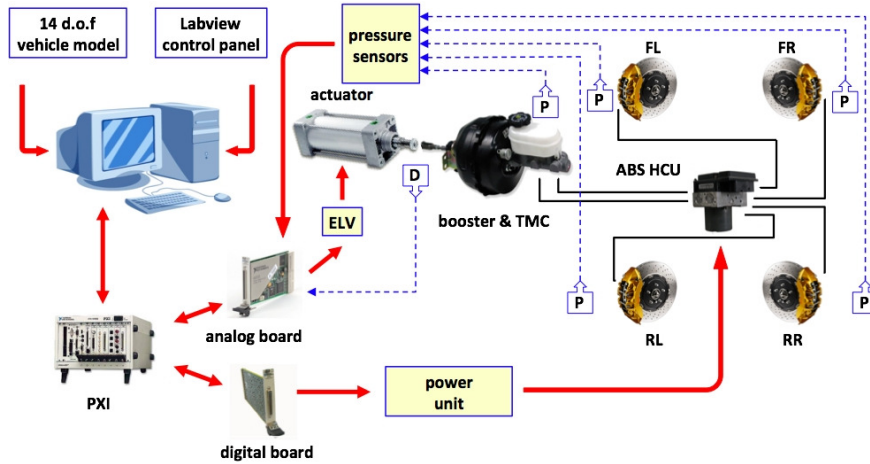 14 d.o.f
vehicle model
Labview
control panel
pressure
sensors
FL
FR
actuator
P
P
P
D
ABS HCU
booster & TMC
ELV
P
P
analog board
RL
RR
PXI
power
unit
digital board